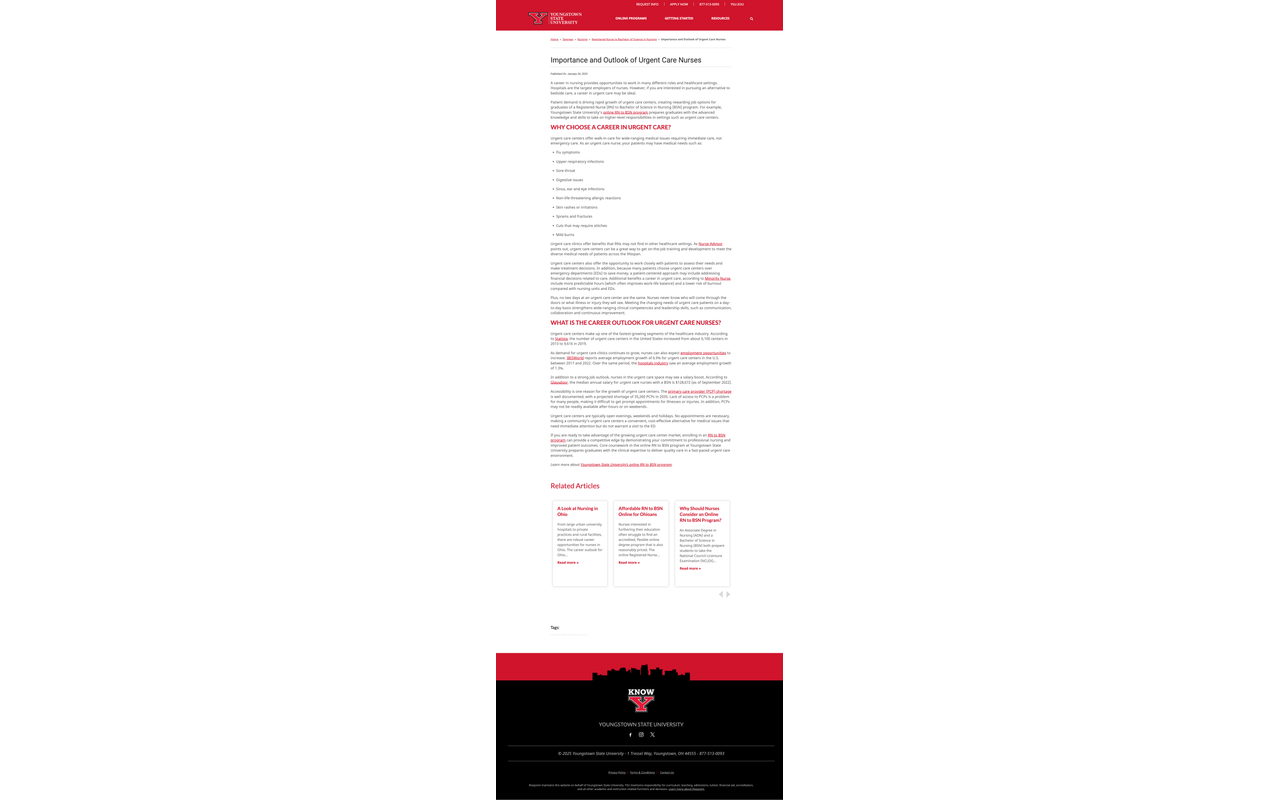 REQUEST INFO | APPLY NOW | 877-513-0093 | YSU.EDU
YOUNGSTOWN
STATE
UNIVERSITY
ONLINE PROGRAMS GETTING STARTED RESOURCES
Importance and Outlook of Urgent Care Nurses
A career in nursing provides opportunities to work in many different roles and healthcare settings.
Hospitals are the largest employers of nurses. However, if you are interested in pursuing an alternative to
bedside care, a career in urgent care may be ideal.
Patient demand is driving rapid growth of urgent care centers, creating rewarding job options for
graduates of a Registered Nurse (RN) to Bachelor of Science in Nursing (BSN) program. For example,
Youngstown State University's online RN to BSN program prepares graduates with the advanced
knowledge and skills to take on higher-level responsibilities in settings such as urgent care centers.
WHY CHOOSE A CAREER IN URGENT CARE?
Urgent care centers offer walk-in care for wide-ranging medical issues requiring immediate care, not
emergency care. As an urgent care nurse, your patients may have medical needs such as:
• Flu symptoms
• Upper respiratory infections
• Sore throat
• Digestive issues
• Sinus, ear and eye infections
• Non-life-threatening allergic reactions
• Skin rashes or irritations
• Sprains and fractures
• Cuts that may require stitches
• Mild burns
Urgent care clinics offer benefits that RNs may not find in other healthcare settings. As Nurse Advisor
points out, urgent care centers can be a great way to get on-the-job training and development to meet the
diverse medical needs of patients across the lifespan.
Urgent care centers also offer the opportunity to work closely with patients to assess their needs and
make treatment decisions. In addition, because many patients choose urgent care centers over
emergency departments (EDs) to save money, a patient-centered approach may include addressing
financial decisions related to care. Additional benefits a career in urgent care, according to Minority Nurse,
include more predictable hours (which often improves work-life balance) and a lower risk of burnout
compared with nursing units and EDs.
Plus, no two days at an urgent care center are the same. Nurses never know who will come through the
doors or what illness or injury they will see. Meeting the changing needs of urgent care patients on a day-
to-day basis strengthens wide-ranging clinical competencies and leadership skills, such as communication,
collaboration and continuous improvement.
WHAT IS THE CAREER OUTLOOK FOR URGENT CARE NURSES?
Urgent care centers make up one of the fastest-growing segments of the healthcare industry. According
to Statista, the number of urgent care centers in the United States increased from about 6,100 centers in
2013 to 9,616 in 2019.
As demand for urgent care clinics continues to grow, nurses can also expect employment opportunities to
increase. IBISWorld reports average employment growth of 6.9% for urgent care centers in the U.S.
between 2017 and 2022. Over the same period, the hospitals industry saw an average employment growth
of 1.3%.
In addition to a strong job outlook, nurses in the urgent care space may see a salary boost. According to
Glassdoor, the median annual salary for urgent care nurses with a BSN is $128,672 (as of September 2022).
Accessibility is one reason for the growth of urgent care centers. The primary care provider (PCP) shortage
is well documented, with a projected shortage of 35,260 PCPs in 2035. Lack of access to PCPs is a problem
for many people, making it difficult to get prompt appointments for illnesses or injuries. In addition, PCPs
may not be readily available after hours or on weekends.
Urgent care centers are typically open evenings, weekends and holidays. No appointments are necessary,
making a community's urgent care centers a convenient, cost-effective alternative for medical issues that
need immediate attention but do not warrant a visit to the ED.
If you are ready to take advantage of the growing urgent care center market, enrolling in an RN to BSN
program can provide a competitive edge by demonstrating your commitment to professional nursing and
improved patient outcomes. Core coursework in the online RN to BSN program at Youngstown State
University prepares graduates with the clinical expertise to deliver quality care in a fast-paced urgent care
environment.
Learn more about Youngstown State University's online RN to BSN program.
Related Articles
A Look at Nursing in
Ohio
From large urban university
hospitals to private
practices and rural facilities,
there are robust career
opportunities for nurses in
Ohio. The career outlook for
Ohio...
Read more »
Affordable RN to BSN
Online for Ohioans
Nurses interested in
furthering their education
often struggle to find an
accredited, flexible online
degree program that is also
reasonably priced. The
online Registered Nurse...
Read more »
Why Should Nurses
Consider an Online
RN to BSN Program?
An Associate Degree in
Nursing (ADN) and a
Bachelor of Science in
Nursing (BSN) both prepare
students to take the
National Council Licensure
Examination (NCLEX)...
Read more »
Tags:
KNOW
Y
YOUNGSTOWN STATE UNIVERSITY
© 2025 Youngstown State University - 1 Tressel Way, Youngstown, OH 44555 - 877-513-0093
Privacy Policy Terms & Conditions Contact Us